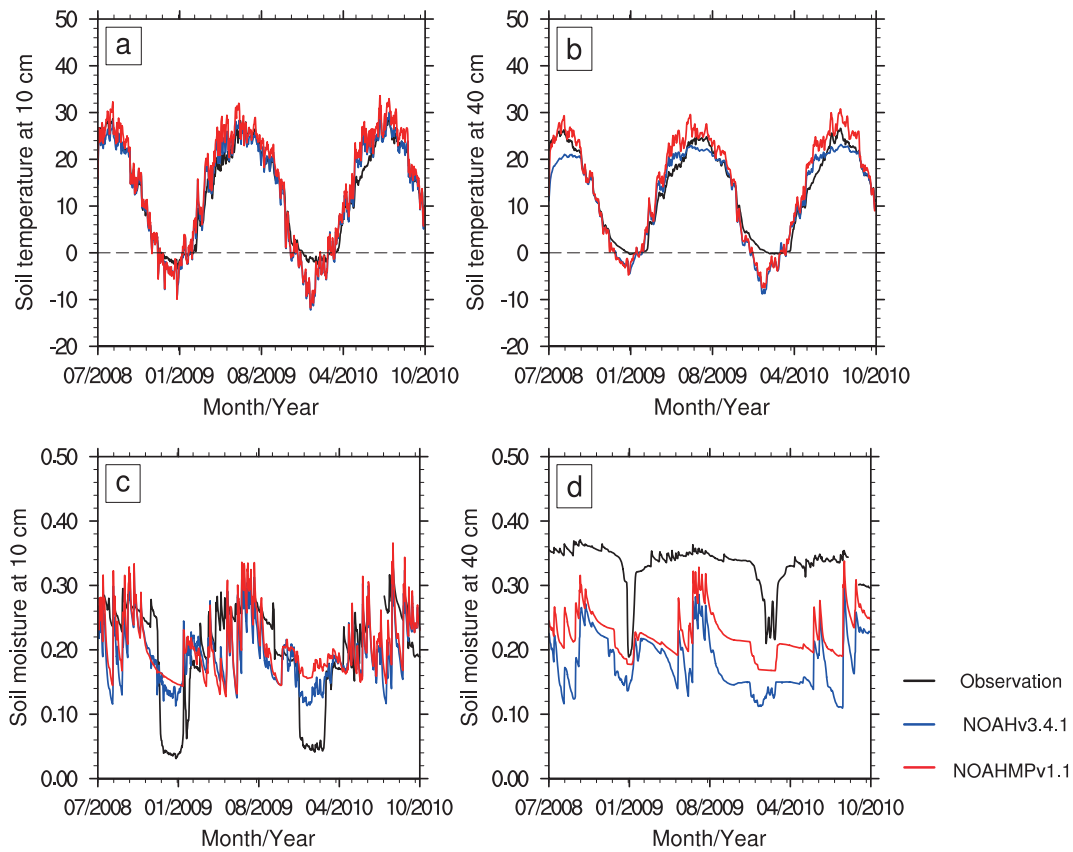 a
Soil temperature at 10 cm
50
40
30
20
10
0
-10
-20
07/2008 01/2009 08/2009 04/2010 10/2010
Month/Year
b
Soil temperature at 40 cm
50
40
30
20
10
0
-10
-20
07/2008 01/2009 08/2009 04/2010 10/2010
Month/Year
c
Soil moisture at 10 cm
0.50
0.40
0.30
0.20
0.10
0.00
07/2008 01/2009 08/2009 04/2010 10/2010
Month/Year
d
Soil moisture at 40 cm
0.50
0.40
0.30
0.20
0.10
0.00
07/2008 01/2009 08/2009 04/2010 10/2010
Month/Year
Observation
NOAHv3.4.1
NOAHMPv1.1